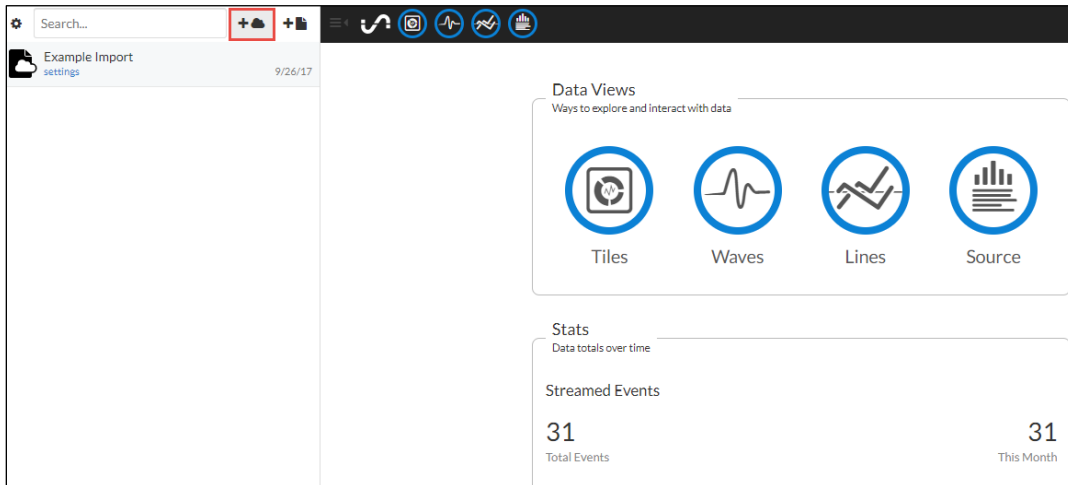 Search...
Example Import
settings
9/26/17
Data Views
Ways to explore and interact with data
Tiles
Waves
Lines
Source
Stats
Data totals over time
Streamed Events
31
31
Total Events
This Month